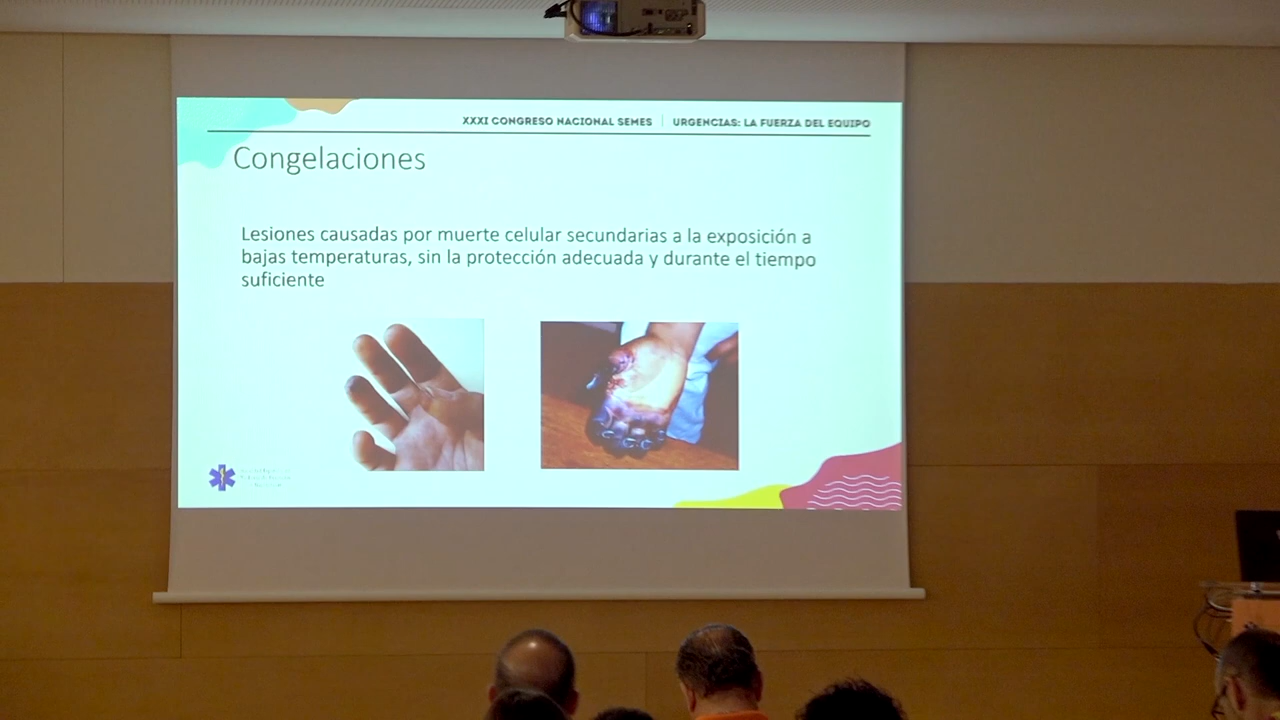 XXXI CONGRESO NACIONAL SEMES | URGENCIAS: LA FUERZA DEL EQUIPO
Congelaciones
Lesiones causadas por muerte celular secundarias a la exposición a
bajas temperaturas, sin la protección adecuada y durante el tiempo
suficiente